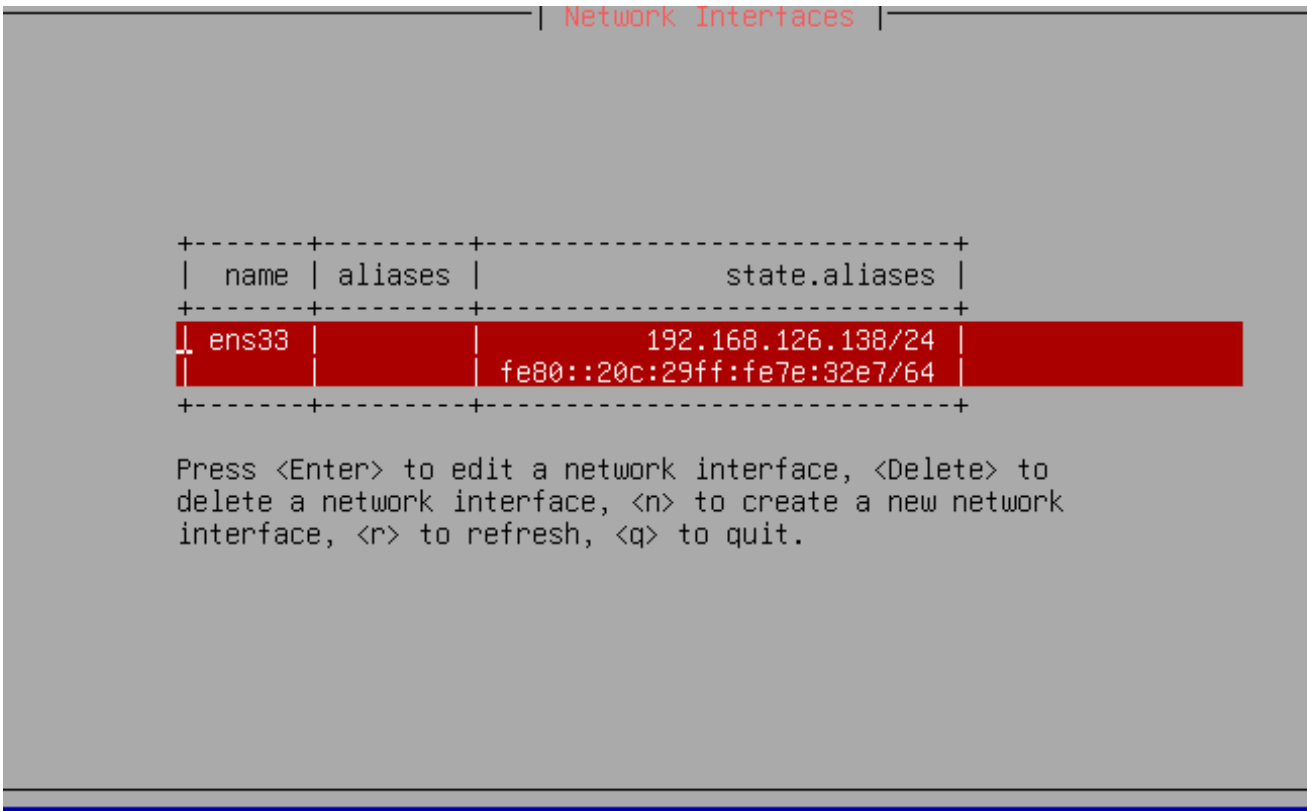 Network Interfaces
+-------+---------+-----------------------------+
| name | aliases | state.aliases |
+-------+---------+-----------------------------+
| ens33 | | 192.168.126.138/24 |
| | | fe80::20c:29ff:fe7e:32e7/64 |
+-------+---------+-----------------------------+
Press <Enter> to edit a network interface, <Delete> to
delete a network interface, <n> to create a new network
interface, <r> to refresh, <q> to quit.